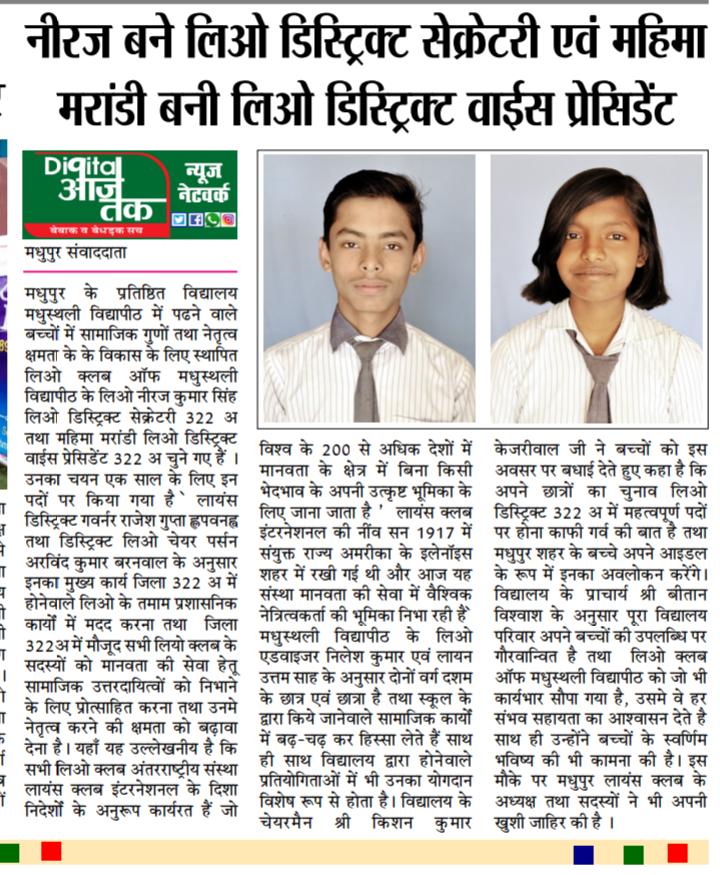 नीरज बने लिओ डिस्ट्रिक्ट सेक्रेटरी एवं महिमा
मरांडी बनी लिओ डिस्ट्रिक्ट वाईस प्रेसिडेंट
Digital
आज
तक
न्यूज
नेटवर्क
बेबाक व बेधड़क सच
मधुपुर संवाददाता
मधुपुर के प्रतिष्ठित विद्यालय
मधुस्थली विद्यापीठ में पढने वाले
बच्चों में सामाजिक गुणों तथा नेतृत्व
क्षमता के के विकास के लिए स्थापित
लिओ क्लब ऑफ मधुस्थली
विद्यापीठ के लिओ नीरज कुमार सिंह
लिओ डिस्ट्रिक्ट सेक्रेटरी 322 अ
तथा महिमा मरांडी लिओ डिस्ट्रिक्ट
वाईस प्रेसिडेंट 322 अ चुने गए हैं ।
उनका चयन एक साल के लिए इन
पदों पर किया गया है ` लायंस
डिस्ट्रिक्ट गवर्नर राजेश गुप्ता ह्लपवनह्न
तथा डिस्ट्रिक्ट लिओ चेयर पर्सन
अरविंद कुमार बरनवाल के अनुसार
इनका मुख्य कार्य जिला 322 अ में
होनेवाले लिओ के तमाम प्रशासनिक
कार्यों में मदद करना तथा जिला
322अ में मौजूद सभी लियो क्लब के
सदस्यों को मानवता की सेवा हेतू
सामाजिक उत्तरदायित्वों को निभाने
के लिए प्रोत्साहित करना तथा उनमे
नेतृत्व करने की क्षमता को बढ़ावा
देना है। यहाँ यह उल्लेखनीय है कि
सभी लिओ क्लब अंतरराष्ट्रीय संस्था
लायंस क्लब इंटरनेशनल के दिशा
निदेर्शों के अनुरूप कार्यरत हैं जो
विश्व के 200 से अधिक देशों में
मानवता के क्षेत्र में बिना किसी
भेदभाव के अपनी उत्कृष्ट भूमिका के
लिए जाना जाता है ' लायंस क्लब
इंटरनेशनल की नींव सन 1917 में
संयुक्त राज्य अमरीका के इलेनॉइस
शहर में रखी गई थी और आज यह
संस्था मानवता की सेवा में वैश्विक
नेत्रित्वकर्ता की भूमिका निभा रही है`
मधुस्थली विद्यापीठ के लिओ
एडवाइजर निलेश कुमार एवं लायन
उत्तम साह के अनुसार दोनों वर्ग दशम
के छात्र एवं छात्रा है तथा स्कूल के
द्वारा किये जानेवाले सामाजिक कार्यों
में बढ़-चढ़ कर हिस्सा लेते हैं साथ
ही साथ विद्यालय द्वारा होनेवाले
प्रतियोगिताओं में भी उनका योगदान
विशेष रूप से होता है। विद्यालय के
चेयरमैन श्री किशन कुमार
केजरीवाल जी ने बच्चों को इस
अवसर पर बधाई देते हुए कहा है कि
अपने छात्रों का चुनाव लिओ
डिस्ट्रिक्ट 322 अ में महत्वपूर्ण पदों
पर होना काफी गर्व की बात है तथा
मधुपुर शहर के बच्चे अपने आइडल
के रूप में इनका अवलोकन करेंगे।
विद्यालय के प्राचार्य श्री बीतान
विश्वाश के अनुसार पूरा विद्यालय
परिवार अपने बच्चों की उपलब्धि पर
गौरवान्वित है तथा लिओ क्लब
ऑफ मधुस्थली विद्यापीठ को जो भी
कार्यभार सौपा गया है, उसमे वे हर
संभव सहायता का आश्वासन देते है
साथ ही उन्होंने बच्चों के स्वर्णिम
भविष्य की भी कामना की है। इस
मौके पर मधुपुर लायंस क्लब के
अध्यक्ष तथा सदस्यों ने भी अपनी
खुशी जाहिर की है ।